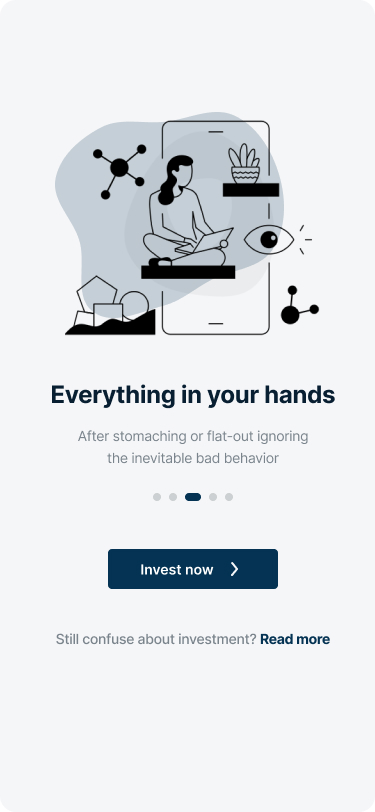 Everything in your hands
After stomaching or flat-out ignoring
the inevitable bad behavior
Invest now
Still confuse about investment? Read more